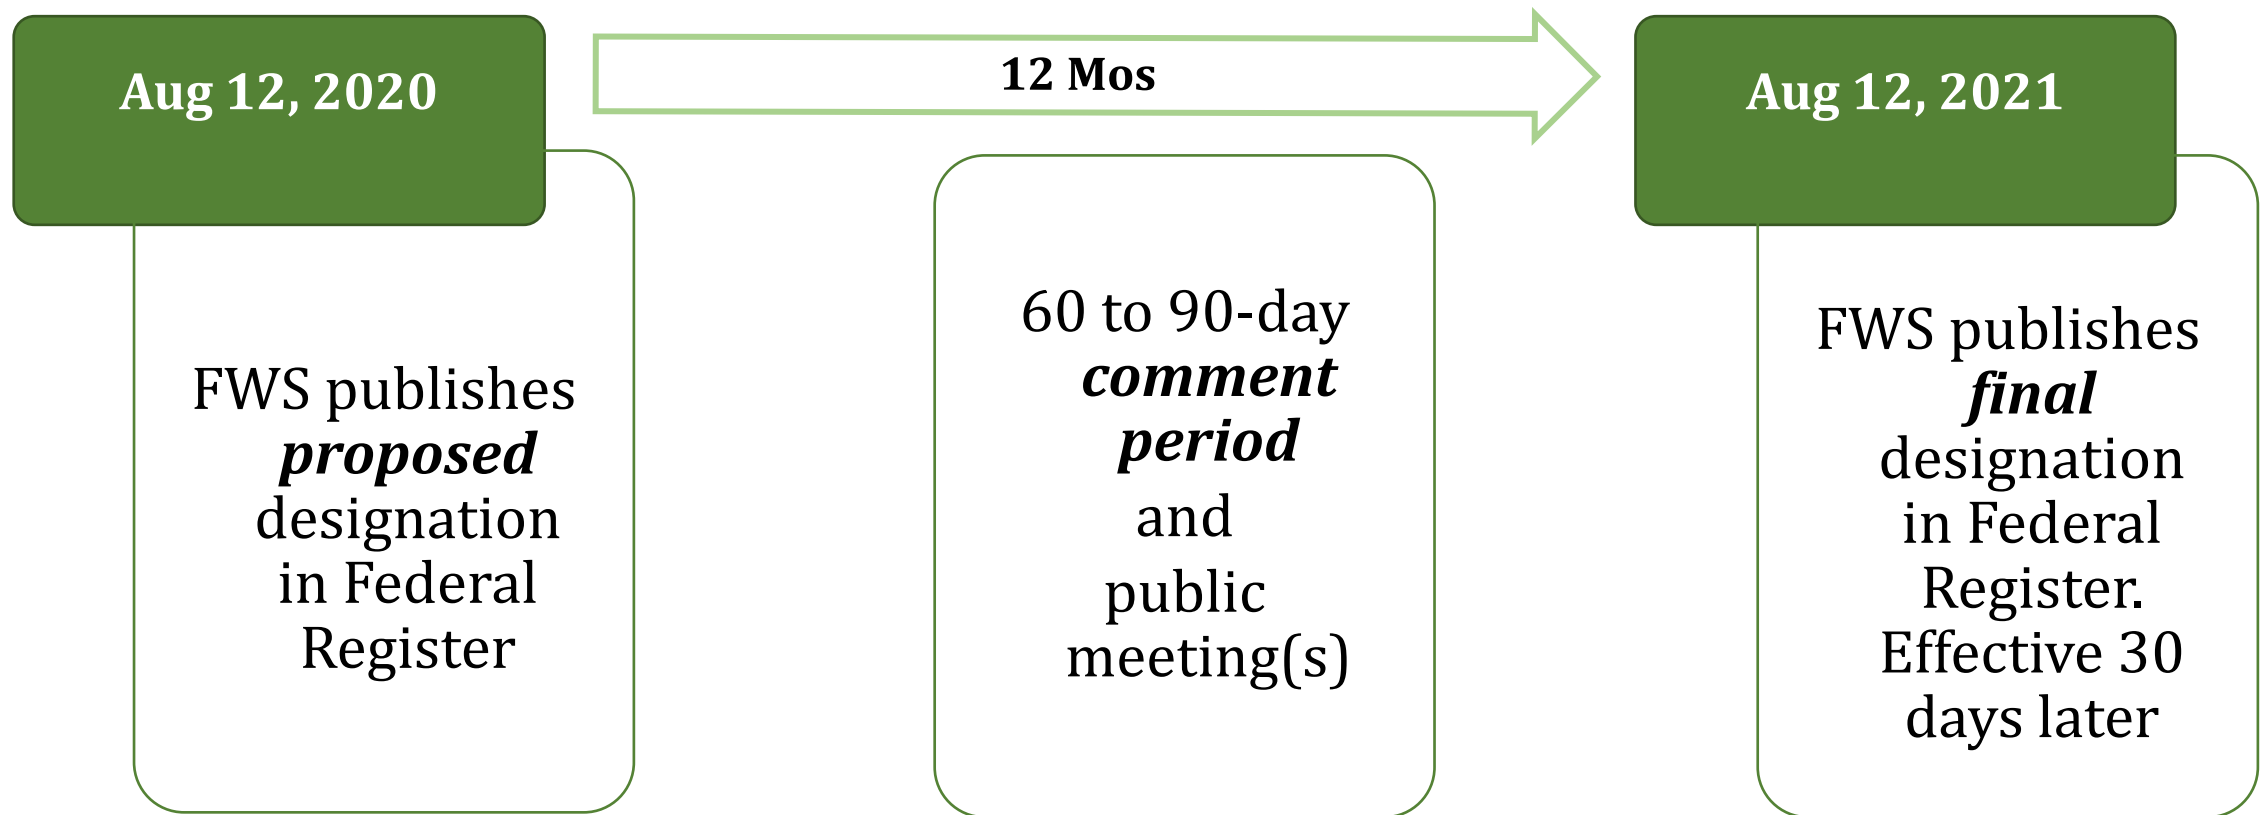 Aug 12, 2020
12 Mos
Aug 12, 2021
FWS publishes
proposed
designation
in Federal
Register
60 to 90-day
comment
period
and
public
meeting(s)
FWS publishes
final
designation
in Federal
Register.
Effective 30
days later